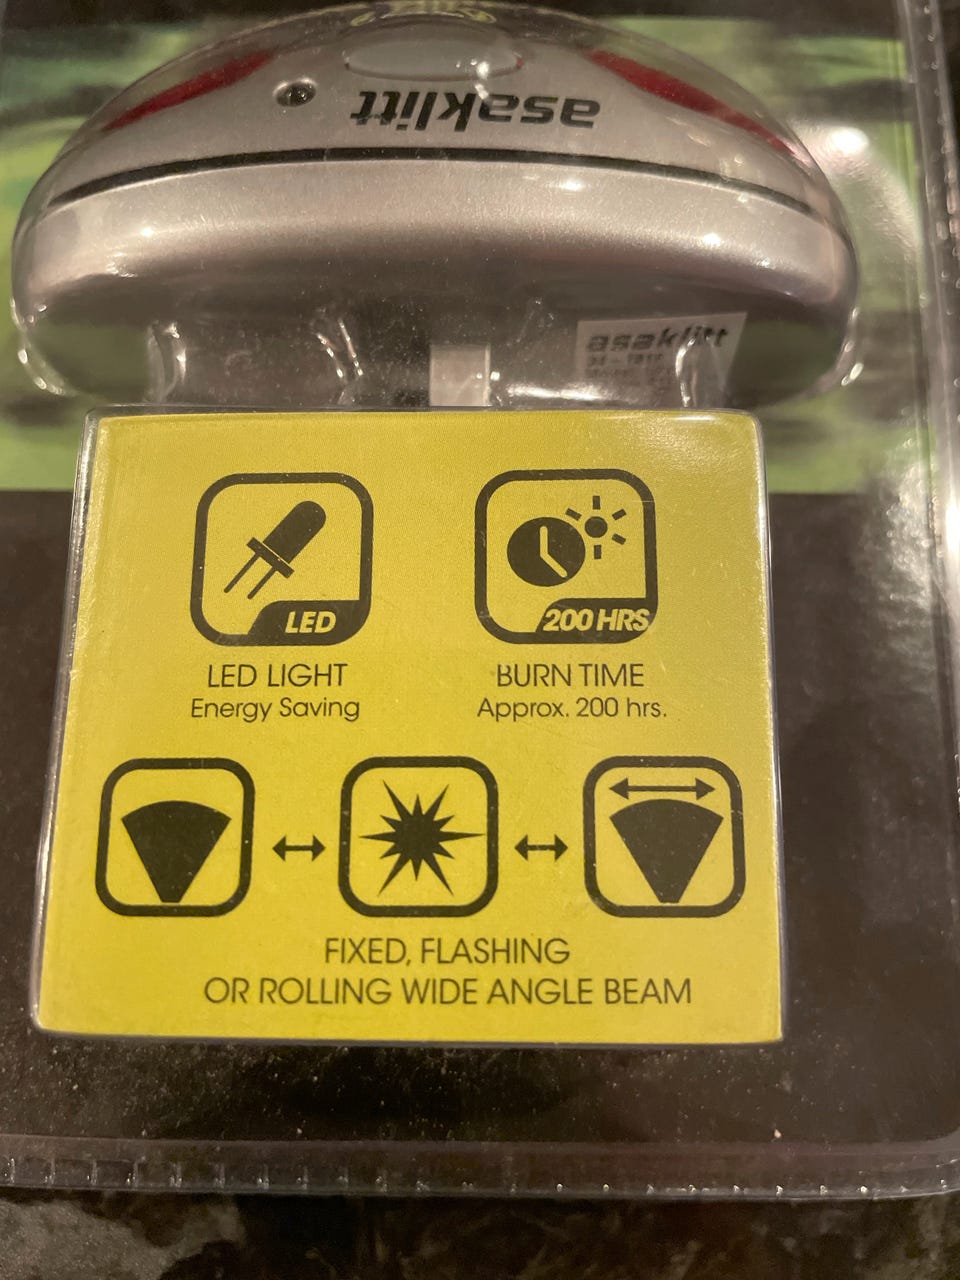 asaklitt
asaklitt
LED
200 HRS
LED LIGHT
Energy Saving
BURN TIME
Approx. 200 hrs.
FIXED, FLASHING
OR ROLLING WIDE ANGLE BEAM